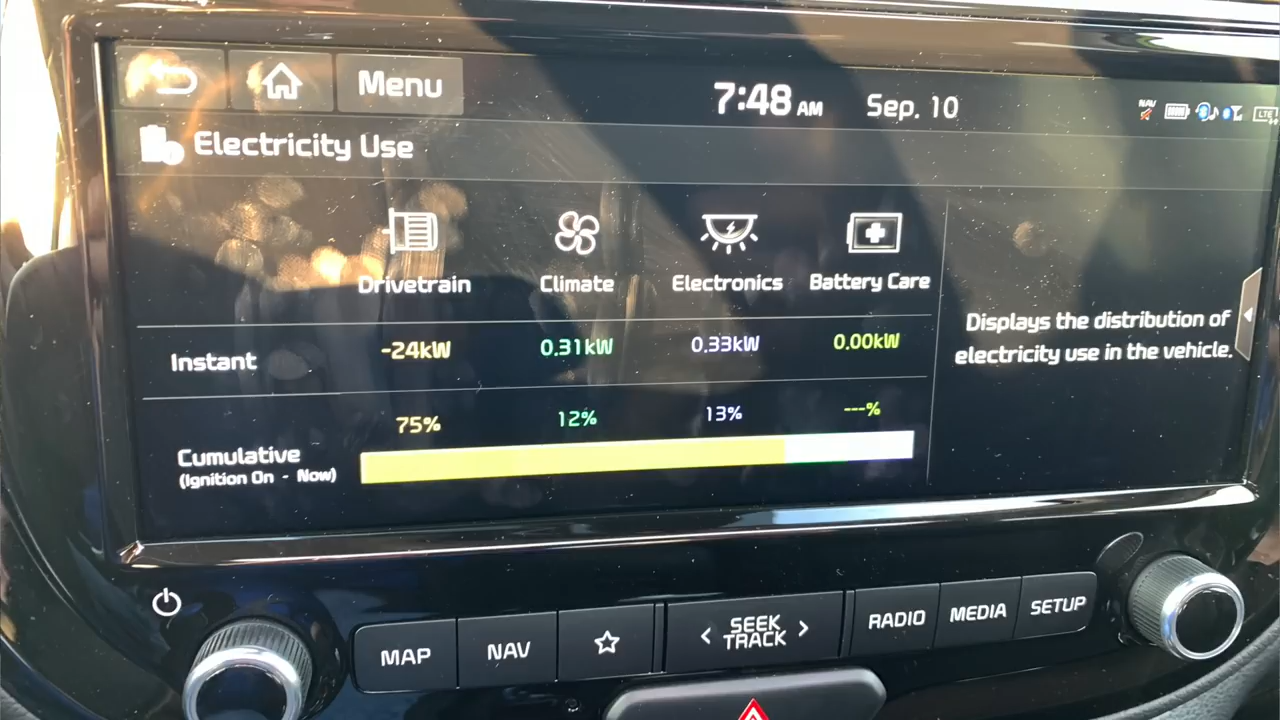 Menu
7:48 AM
Sep. 10
NAV
LTE
Electricity Use
Drivetrain
Climate
Electronics
Battery Care
Instant
-24kW
0.31kW
0.33kW
0.00kW
75%
12%
13%
---%
Cumulative
(Ignition On - Now)
Displays the distribution of
electricity use in the vehicle.
MAP
NAV
SEEK
TRACK
RADIO
MEDIA
SETUP